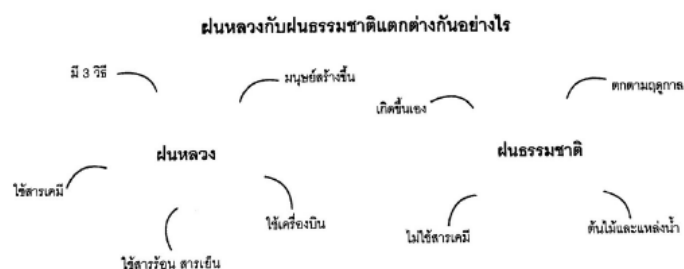 ฝนหลวงกับฝนธรรมชาติแตกต่างกันอย่างไร
มี 3 วิธี
มนุษย์สร้างขึ้น
ฝนหลวง
ใช้สารเคมี
ใช้เครื่องบิน
ใช้สารร้อน สารเย็น
เกิดขึ้นเอง
ตกตามฤดูกาล
ฝนธรรมชาติ
ไม่ใช้สารเคมี
ต้นไม้และแหล่งน้ำ